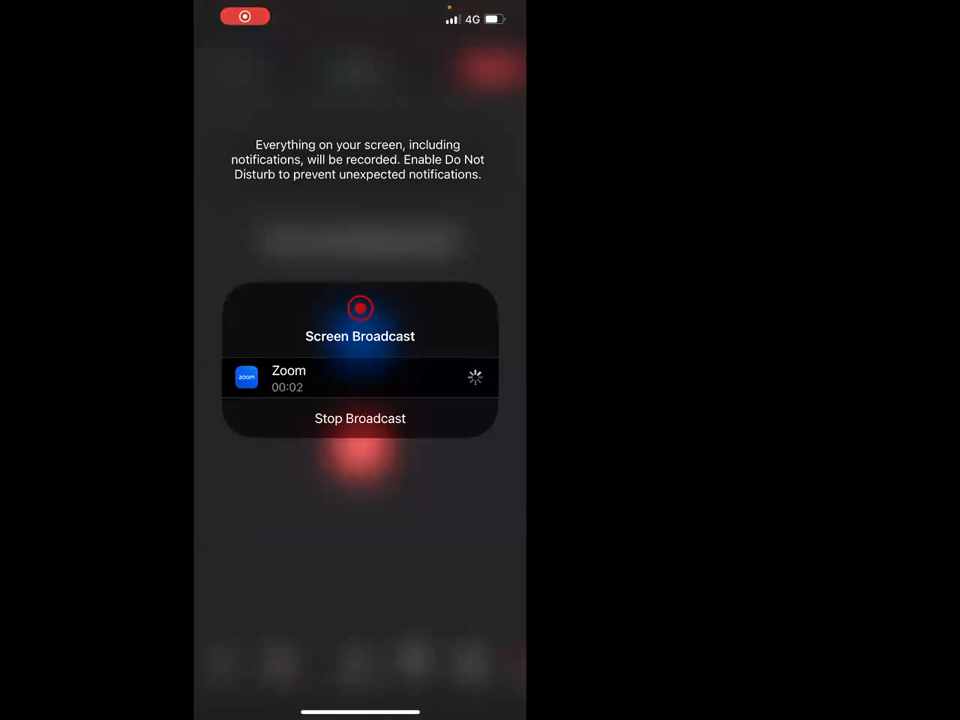 4G
Everything on your screen, including
notifications, will be recorded. Enable Do Not
Disturb to prevent unexpected notifications.
Screen Broadcast
zoom
Zoom
00:02
Stop Broadcast